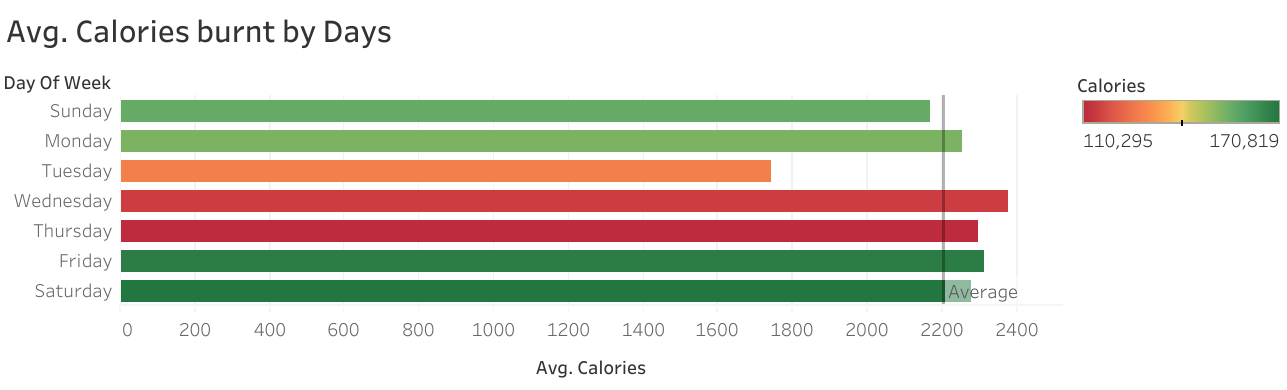 Avg. Calories burnt by Days
Day Of Week
Sunday
Monday
Tuesday
Wednesday
Thursday
Friday
Saturday
Average
0 200 400 600 800 1000 1200 1400 1600 1800 2000 2200 2400
Avg. Calories
Calories
110,295 170,819